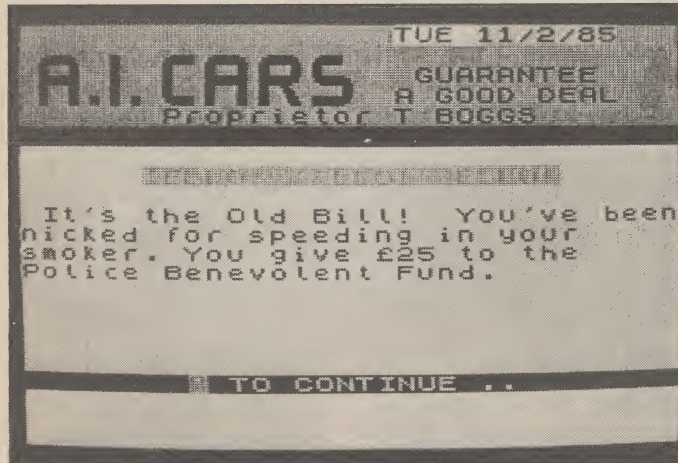 TUE 11/2/85
A.I. CARS
GUARANTEE
A GOOD DEAL
Proprietor T BOGGS
It's the Old Bill! You've been
nicked for speeding in your
smoker. You give £25 to the
Police Benevolent Fund.
TO CONTINUE ..